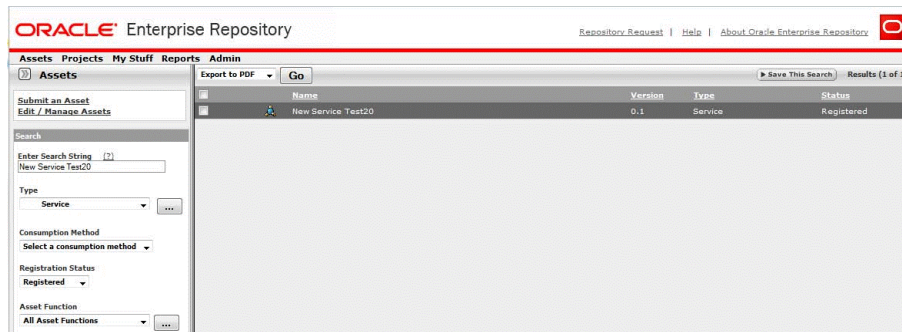 ORACLE Enterprise Repository
Repository Request | Help | About Oracle Enterprise Repository
Assets Projects My Stuff Reports Admin
Assets
Export to PDF Go Save This Search Results (1 of
Submit an Asset
Edit / Manage Assets
Name Version Type Status
New Service Test20 0.1 Service Registered
Search
Enter Search String [?]
New Service Test20
Type
Service ...
Consumption Method
Select a consumption method
Registration Status
Registered
Asset Function
All Asset Functions ...